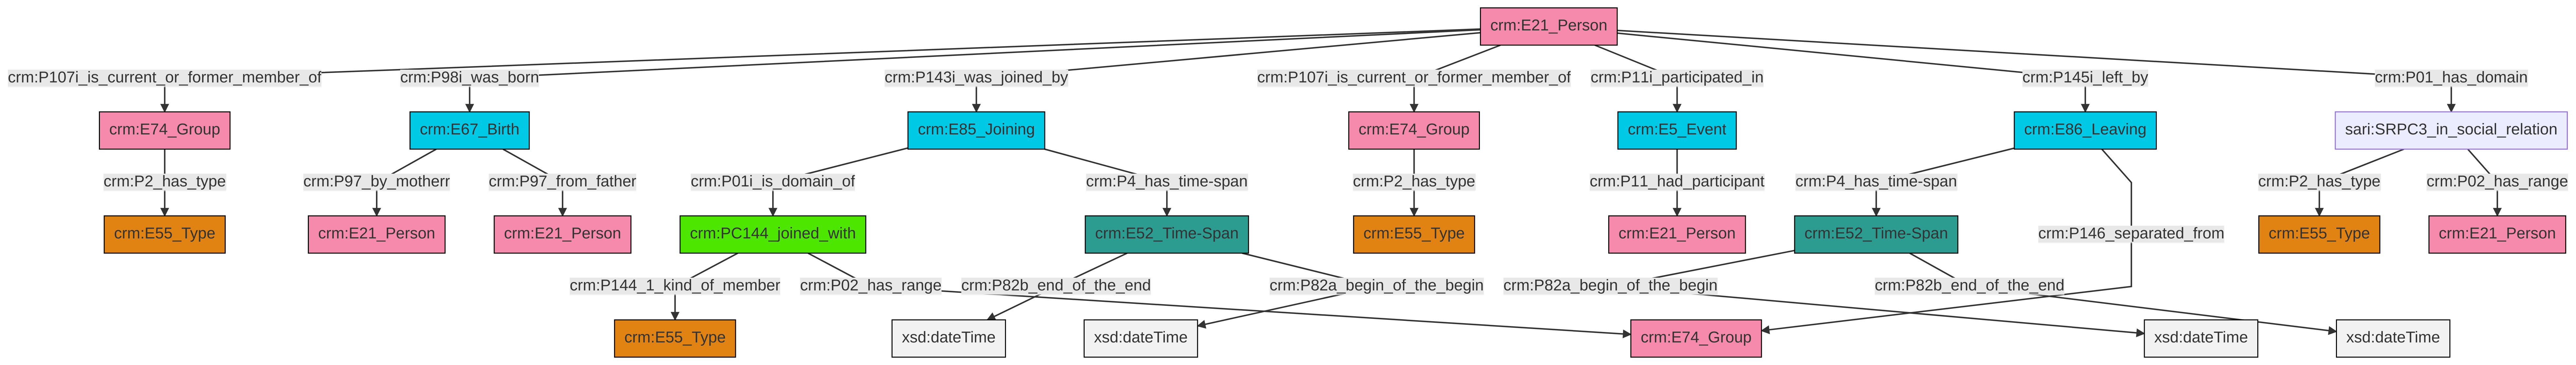 crm:E21_Person
crm:P107i_is_current_or_former_member_of
crm:P98i_was_born
crm:P143i_was_joined_by
crm:P107i_is_current_or_former_member_of
crm:P11i_participated_in
crm:P145i_left_by
crm:P01_has_domain
crm:E74_Group
crm:E67_Birth
crm:E85_Joining
crm:E74_Group
crm:E5_Event
crm:E86_Leaving
sari:SRPC3_in_social_relation
crm:P2_has_type
crm:P97_by_motherr
crm:P97_from_father
crm:P01i_is_domain_of
crm:P4_has_time-span
crm:P2_has_type
crm:P11_had_participant
crm:P4_has_time-span
crm:P2_has_type
crm:P02_has_range
crm:E55_Type
crm:E21_Person
crm:E21_Person
crm:PC144_joined_with
crm:E52_Time-Span
crm:E55_Type
crm:E21_Person
crm:E52_Time-Span
crm:P146_separated_from
crm:E55_Type
crm:E21_Person
crm:P144_1_kind_of_member
crm:P02_has_range
crm:P82b_end_of_the_end
crm:P82a_begin_of_the_begin
crm:P82a_begin_of_the_begin
crm:P82b_end_of_the_end
crm:E55_Type
xsd:dateTime
xsd:dateTime
crm:E74_Group
xsd:dateTime
xsd:dateTime